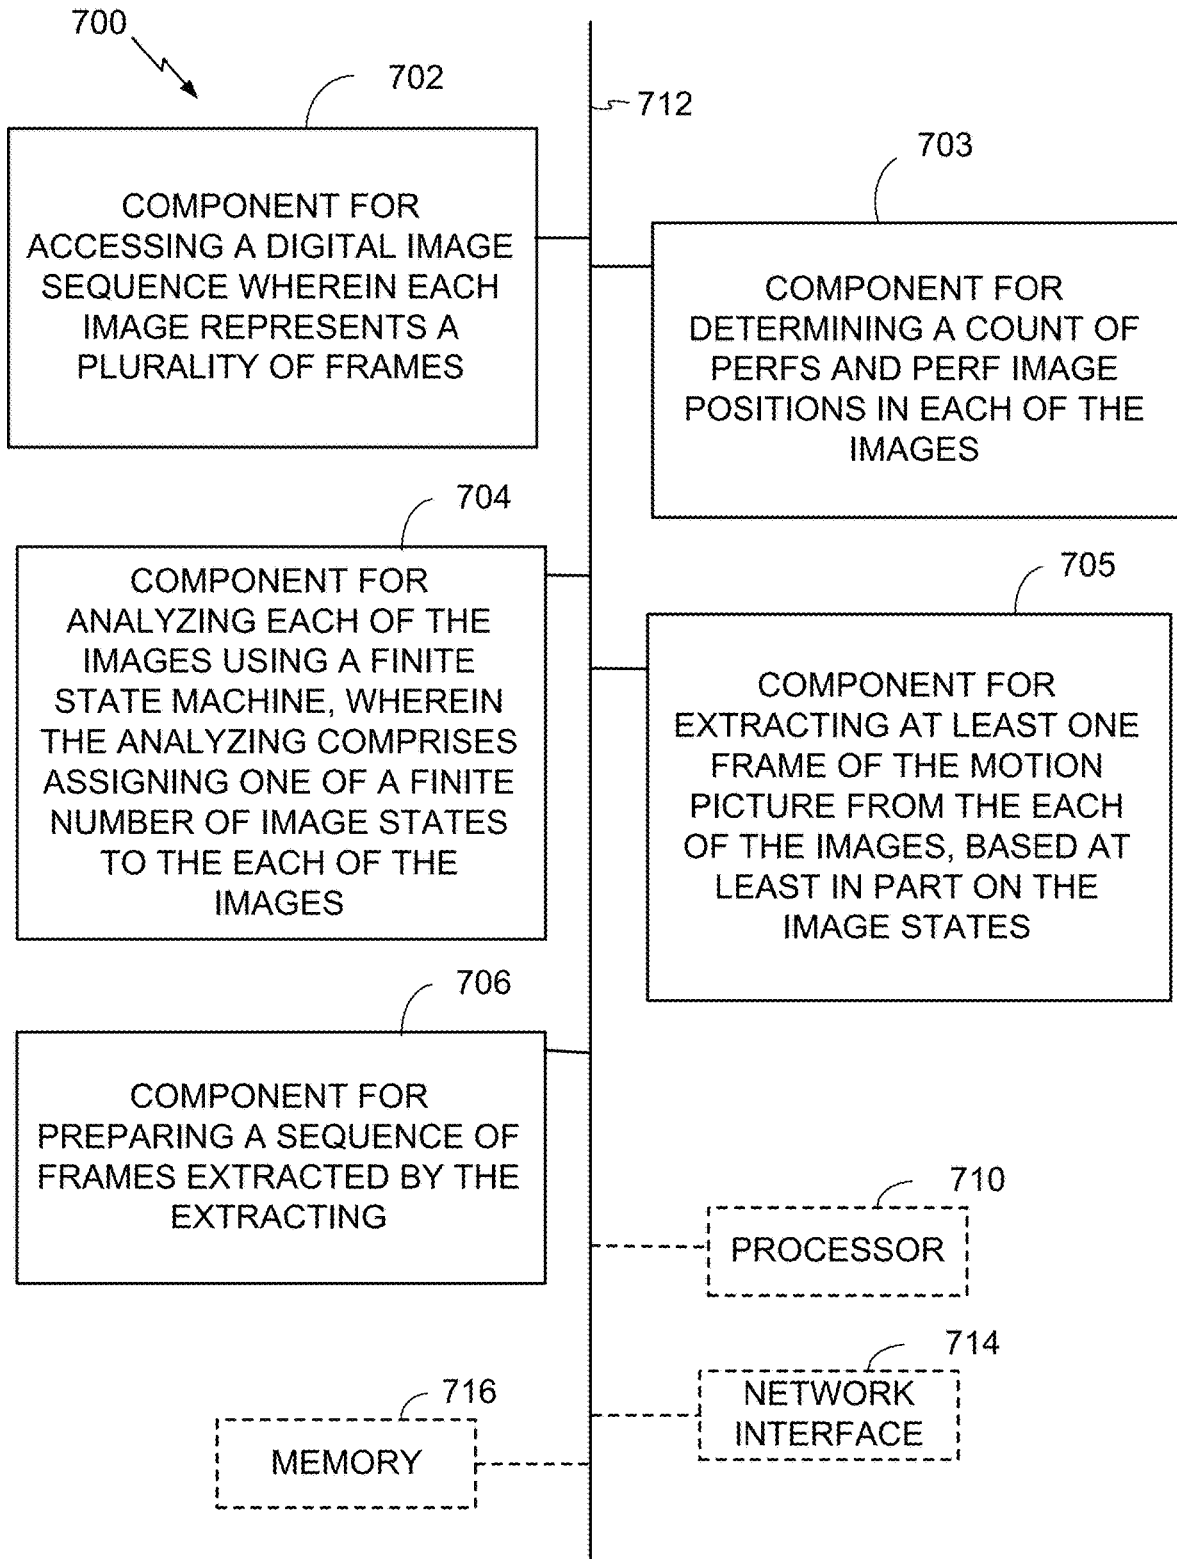 700
702
712
703
COMPONENT FOR
ACCESSING A DIGITAL IMAGE
SEQUENCE WHEREIN EACH
IMAGE REPRESENTS A
PLURALITY OF FRAMES
COMPONENT FOR
DETERMINING A COUNT OF
PERFS AND PERF IMAGE
POSITIONS IN EACH OF THE
IMAGES
704
COMPONENT FOR
ANALYZING EACH OF THE
IMAGES USING A FINITE
STATE MACHINE, WHEREIN
THE ANALYZING COMPRISES
ASSIGNING ONE OF A FINITE
NUMBER OF IMAGE STATES
TO THE EACH OF THE
IMAGES
705
COMPONENT FOR
EXTRACTING AT LEAST ONE
FRAME OF THE MOTION
PICTURE FROM THE EACH
OF THE IMAGES, BASED AT
LEAST IN PART ON THE
IMAGE STATES
706
COMPONENT FOR
PREPARING A SEQUENCE OF
FRAMES EXTRACTED BY THE
EXTRACTING
710
PROCESSOR
714
NETWORK
INTERFACE
716
MEMORY